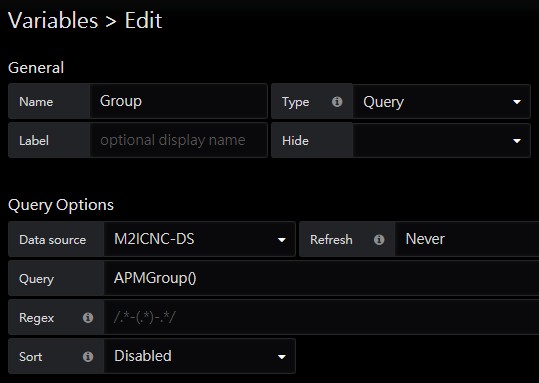 Variables > Edit
General
Name Group Type Query
Label optional display name Hide
Query Options
Data source M2ICNC-DS Refresh Never
Query APMGroup()
Regex /.*-(.*)-.*/
Sort Disabled